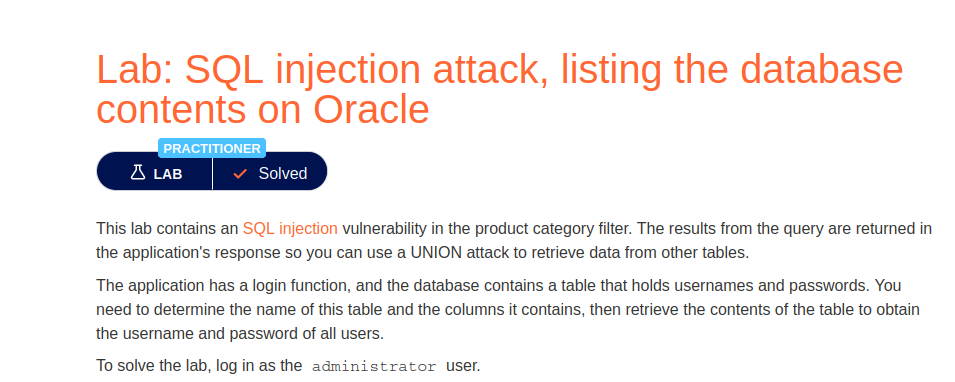 Lab: SQL injection attack, listing the database
contents on Oracle
PRACTITIONER
LAB Solved
This lab contains an SQL injection vulnerability in the product category filter. The results from the query are returned in
the application's response so you can use a UNION attack to retrieve data from other tables.
The application has a login function, and the database contains a table that holds usernames and passwords. You
need to determine the name of this table and the columns it contains, then retrieve the contents of the table to obtain
the username and password of all users.
To solve the lab, log in as the administrator user.